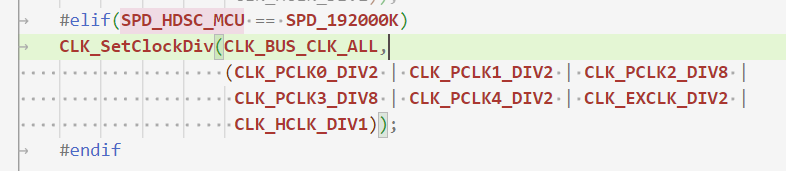 #elif(SPD_HDSC_MCU == SPD_192000K)
CLK_SetClockDiv(CLK_BUS_CLK_ALL,
(CLK_PCLK0_DIV2 | CLK_PCLK1_DIV2 | CLK_PCLK2_DIV8 |
CLK_PCLK3_DIV8 | CLK_PCLK4_DIV2 | CLK_EXCLK_DIV2 |
CLK_HCLK_DIV1));
#endif